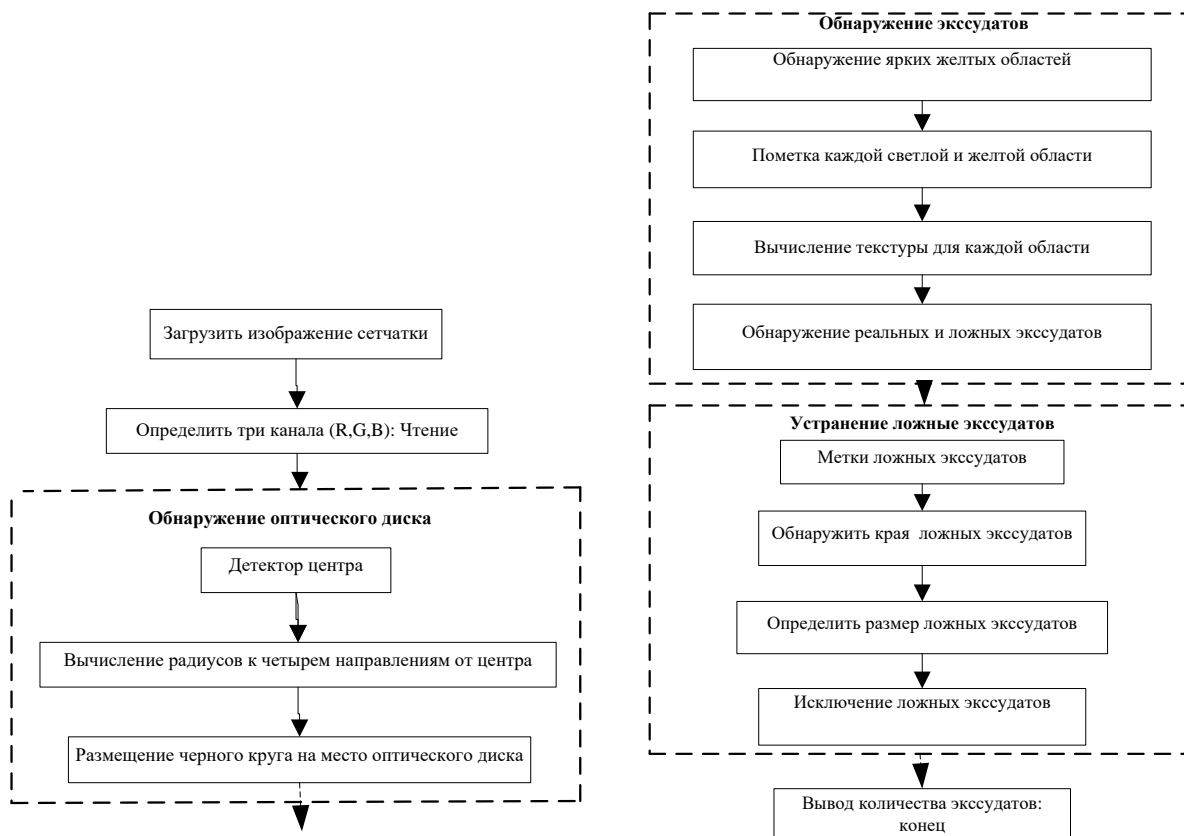 Загрузить изображение сетчатки
Определить три канала (R,G,B): Чтение
Обнаружение оптического диска
Детектор центра
Вычисление радиусов к четырем направлениям от центра
Размещение черного круга на место оптического диска
Обнаружение экссудатов
Обнаружение ярких желтых областей
Пометка каждой светлой и желтой области
Вычисление текстуры для каждой области
Обнаружение реальных и ложных экссудатов
Устранение ложные экссудатов
Метки ложных экссудатов
Обнаружить края ложных экссудатов
Определить размер ложных экссудатов
Исключение ложных экссудатов
Вывод количества экссудатов:
конец